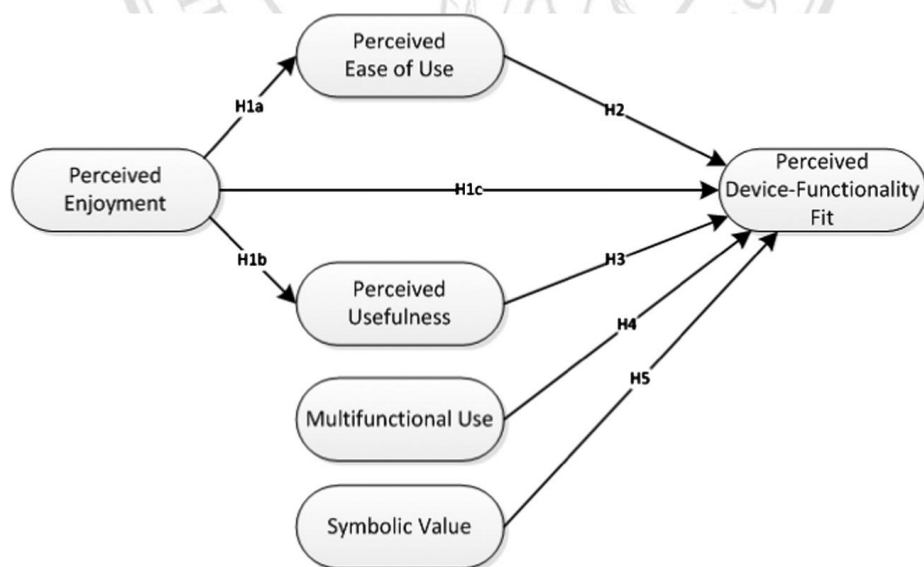 Perceived
Ease of Use
H1a
H2
Perceived
Enjoyment
H1c
Perceived
Device-Functionality
Fit
H1b
Perceived
Usefulness
H3
H4
Multifunctional Use
H5
Symbolic Value